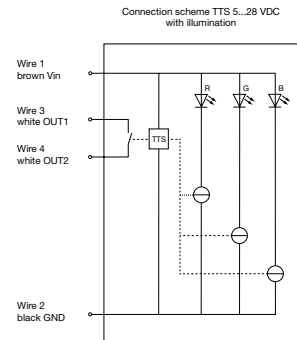 Connection scheme TTS 5...28 VDC
with illumination
Wire 1
brown Vin
R
G
B
Wire 3
white OUT1
TTS
Wire 4
white OUT2
Wire 2
black GND